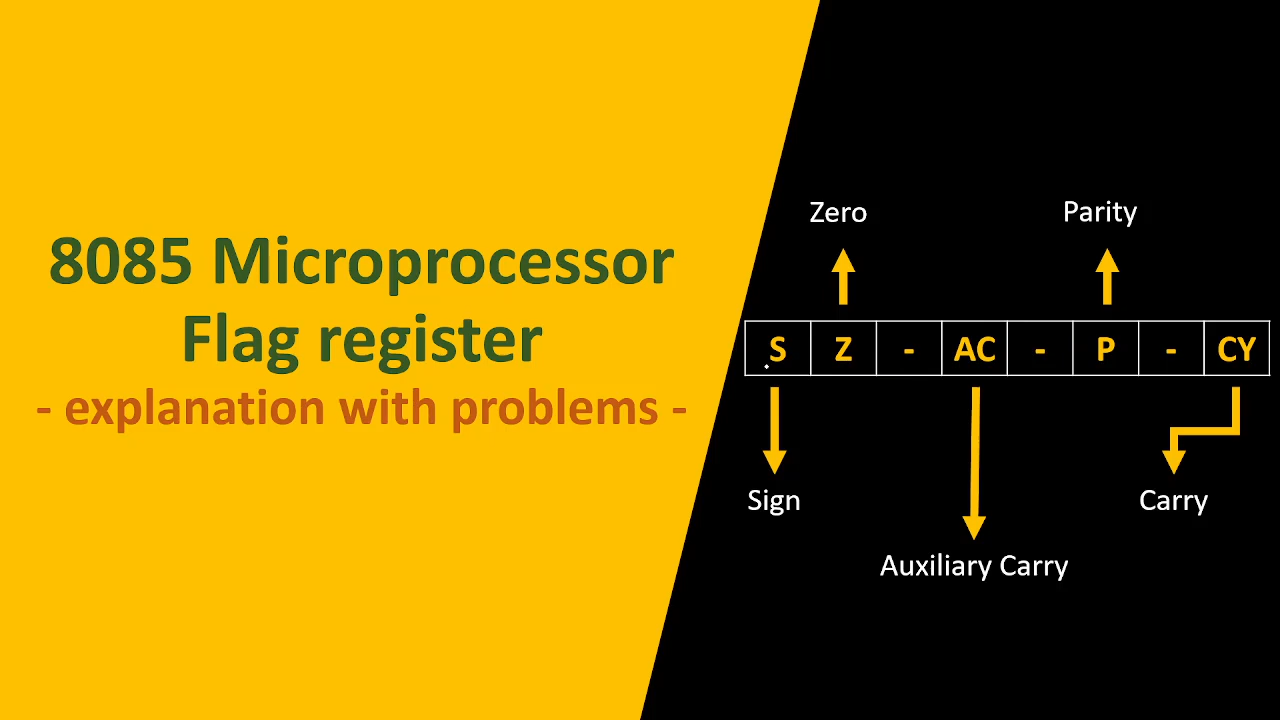 8085 Microprocessor
Flag register
- explanation with problems -
Zero
Parity
S Z - AC - P - CY
Sign
Carry
Auxiliary Carry